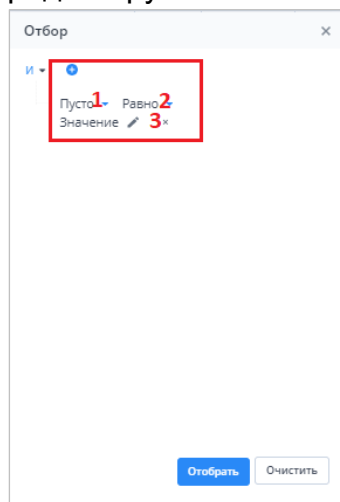 Отбор ×
И
Пусто 1 Равно 2
Значение 3 ×
Отобрать Очистить